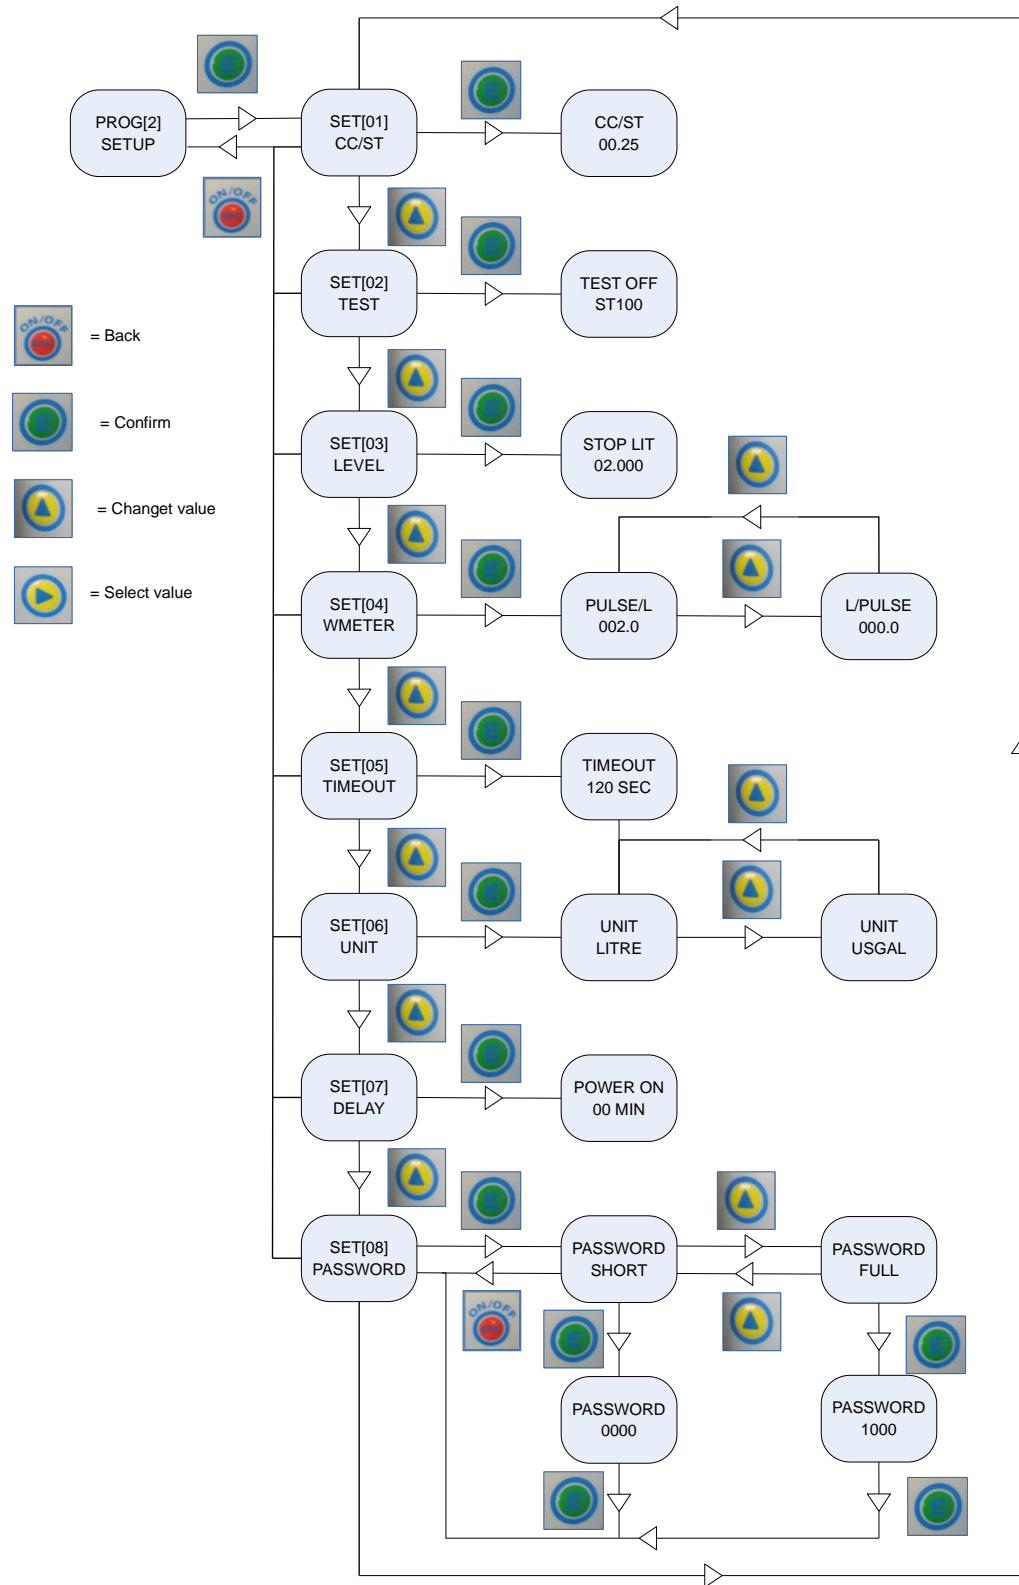 PROG[2]
SETUP
SET[01]
CC/ST
CC/ST
00.25
ON/OFF
SET[02]
TEST
TEST OFF
ST100
ON/OFF
= Back
= Confirm
= Changet value
= Select value
SET[03]
LEVEL
STOP LIT
02.000
SET[04]
WMETER
PULSE/L
002.0
L/PULSE
000.0
SET[05]
TIMEOUT
TIMEOUT
120 SEC
SET[06]
UNIT
UNIT
LITRE
UNIT
USGAL
SET[07]
DELAY
POWER ON
00 MIN
SET[08]
PASSWORD
PASSWORD
SHORT
PASSWORD
FULL
ON/OFF
PASSWORD
0000
PASSWORD
1000